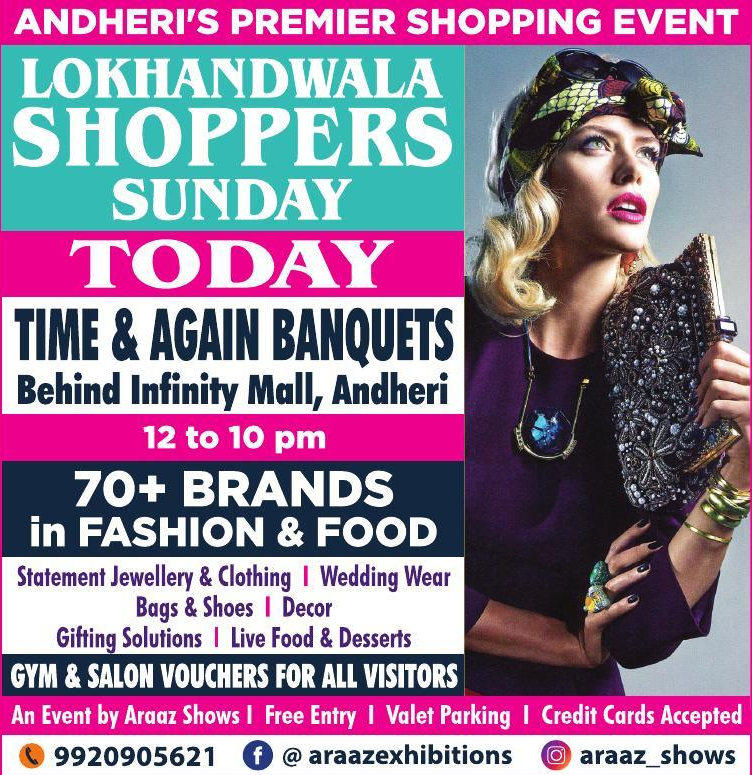 ANDHERI'S PREMIER SHOPPING EVENT
LOKHANDWALA
SHOPPERS
SUNDAY
TODAY
TIME & AGAIN BANQUETS
Behind Infinity Mall, Andheri
12 to 10 pm
70+ BRANDS
in FASHION & FOOD
Statement Jewellery & Clothing | Wedding Wear
Bags & Shoes | Decor
Gifting Solutions | Live Food & Desserts
GYM & SALON VOUCHERS FOR ALL VISITORS
An Event by Araaz Shows | Free Entry | Valet Parking | Credit Cards Accepted
9920905621 @ araazexhibitions araaz_shows